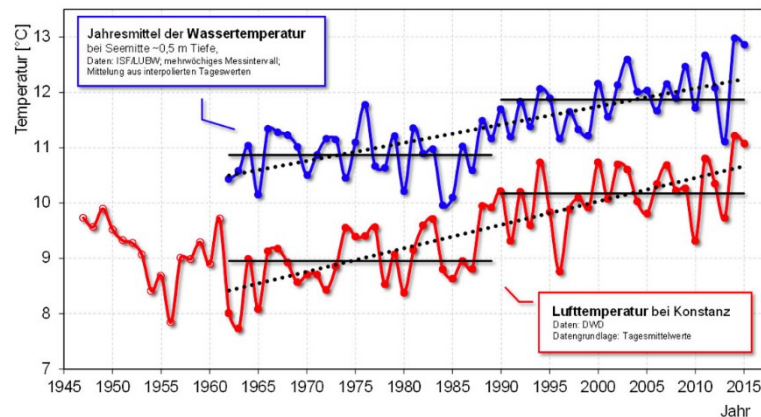 Temperatur [°C]
13
12
11
10
9
8
7
Jahresmittel der Wassertemperatur
bei Seemitte ~0,5 m Tiefe,
Daten: ISF/LUBW; mehrwöchiges Messintervall;
Mittelung aus interpolierten Tageswerten
Lufttemperatur bei Konstanz
Daten: DWD
Datengrundlage: Tagesmittelwerte
1945 1950 1955 1960 1965 1970 1975 1980 1985 1990 1995 2000 2005 2010 2015
Jahr